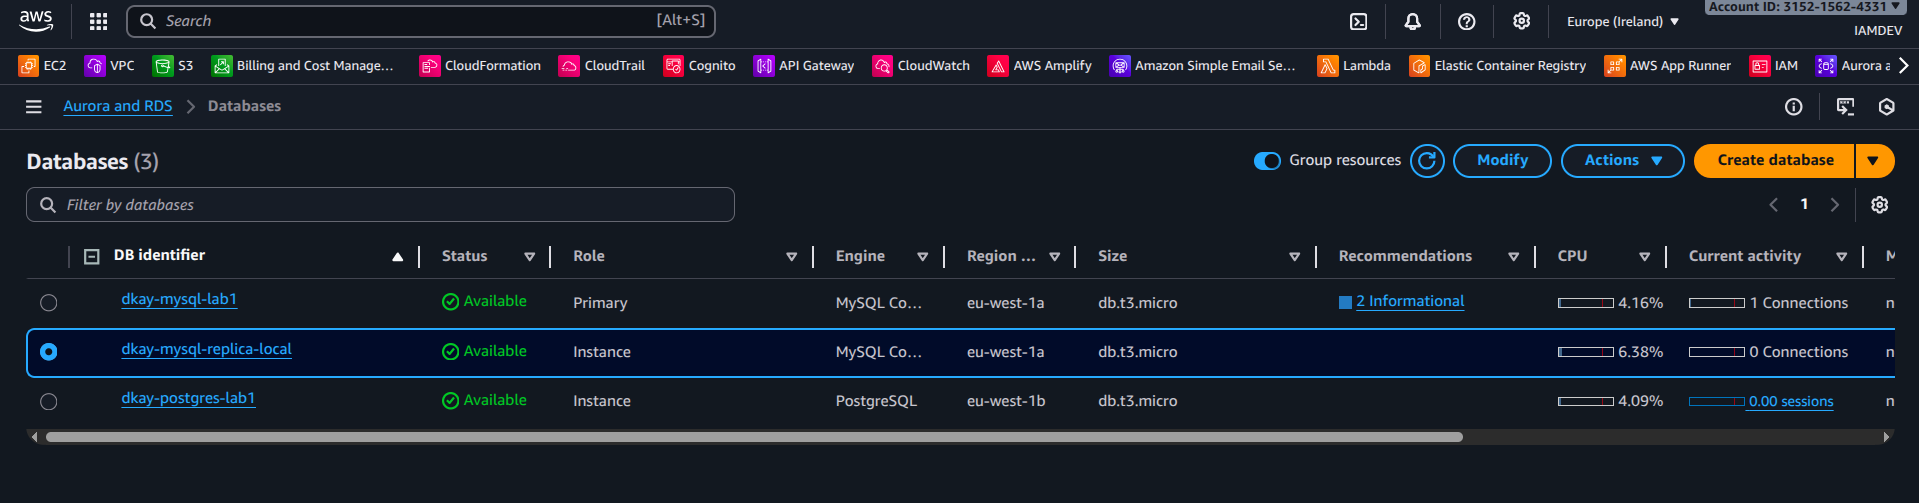 aws Search [Alt+S] Europe (Ireland) Account ID: 3152-1562-4331
IAMDEV
EC2 VPC S3 Billing and Cost Manage... CloudFormation CloudTrail Cognito API Gateway CloudWatch AWS Amplify Amazon Simple Email Se... Lambda Elastic Container Registry AWS App Runner IAM Aurora a
Aurora and RDS Databases
Databases (3) Group resources Modify Actions Create database
Filter by databases 1
DB identifier Status Role Engine Region ... Size Recommendations CPU Current activity
dkay-mysql-lab1 Available Primary MySQL Co... eu-west-1a db.t3.micro 2 Informational 4.16% 1 Connections n
dkay-mysql-replica-local Available Instance MySQL Co... eu-west-1a db.t3.micro 6.38% 0 Connections n
dkay-postgres-lab1 Available Instance PostgreSQL eu-west-1b db.t3.micro 4.09% 0.00 sessions n